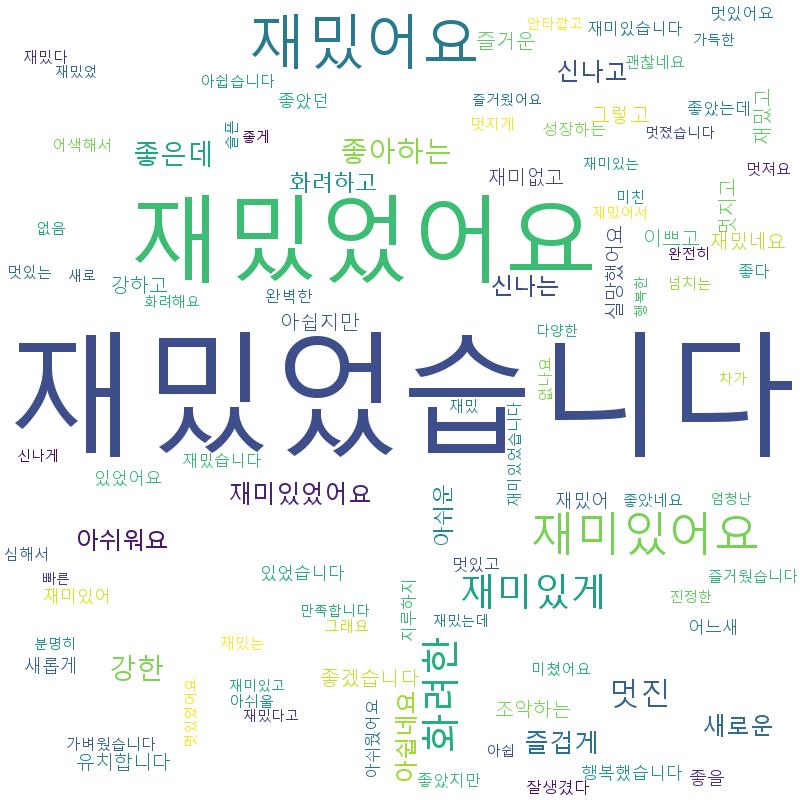 재밌어요
안타깝고
멋있어요
재미있습니다
즐거운
가득한
재밌다
재밌었
신나고
괜찮네요
아쉽습니다
좋았던
즐거웠어요
좋았는데
재밌고
그렇고
멋지게
성장하는
멋졌습니다
슬픈
좋게
어색해서
좋은데
좋아하는
재미있는
멋져요
화려하고
재미없고
미친
멋지고
재밌어서
재밌었어요
없음
이쁘고
재밌네요
실망했어요
완전히
멋있는
새로
강하고
신나는
행복한
넘치는
좋다
화려해요
완벽한
아쉽지만
다양한
재밌었습니다
없나요
차가
재밌
재미있었습니다
신나게
재밌습니다
있었어요
재미있었어요
재밌어
좋았네요
엄청난
아쉬운
아쉬워요
재미있어요
심해서
멋있고
있었습니다
빠른
재미있게
즐거웠습니다
재미있어
지루하지
진정한
만족합니다
그래요
재밌는데
어느새
분명히
재밌는
새롭게
강한
화려한
미쳤어요
좋겠습니다
재미있고
아쉬울
멋진
멋있었어요
재밌다고
아쉽네요
아쉬웠어요
조악하는
새로운
가벼웠습니다
유치합니다
아쉽
즐겁게
좋았지만
행복했습니다
좋을
잘생겼다